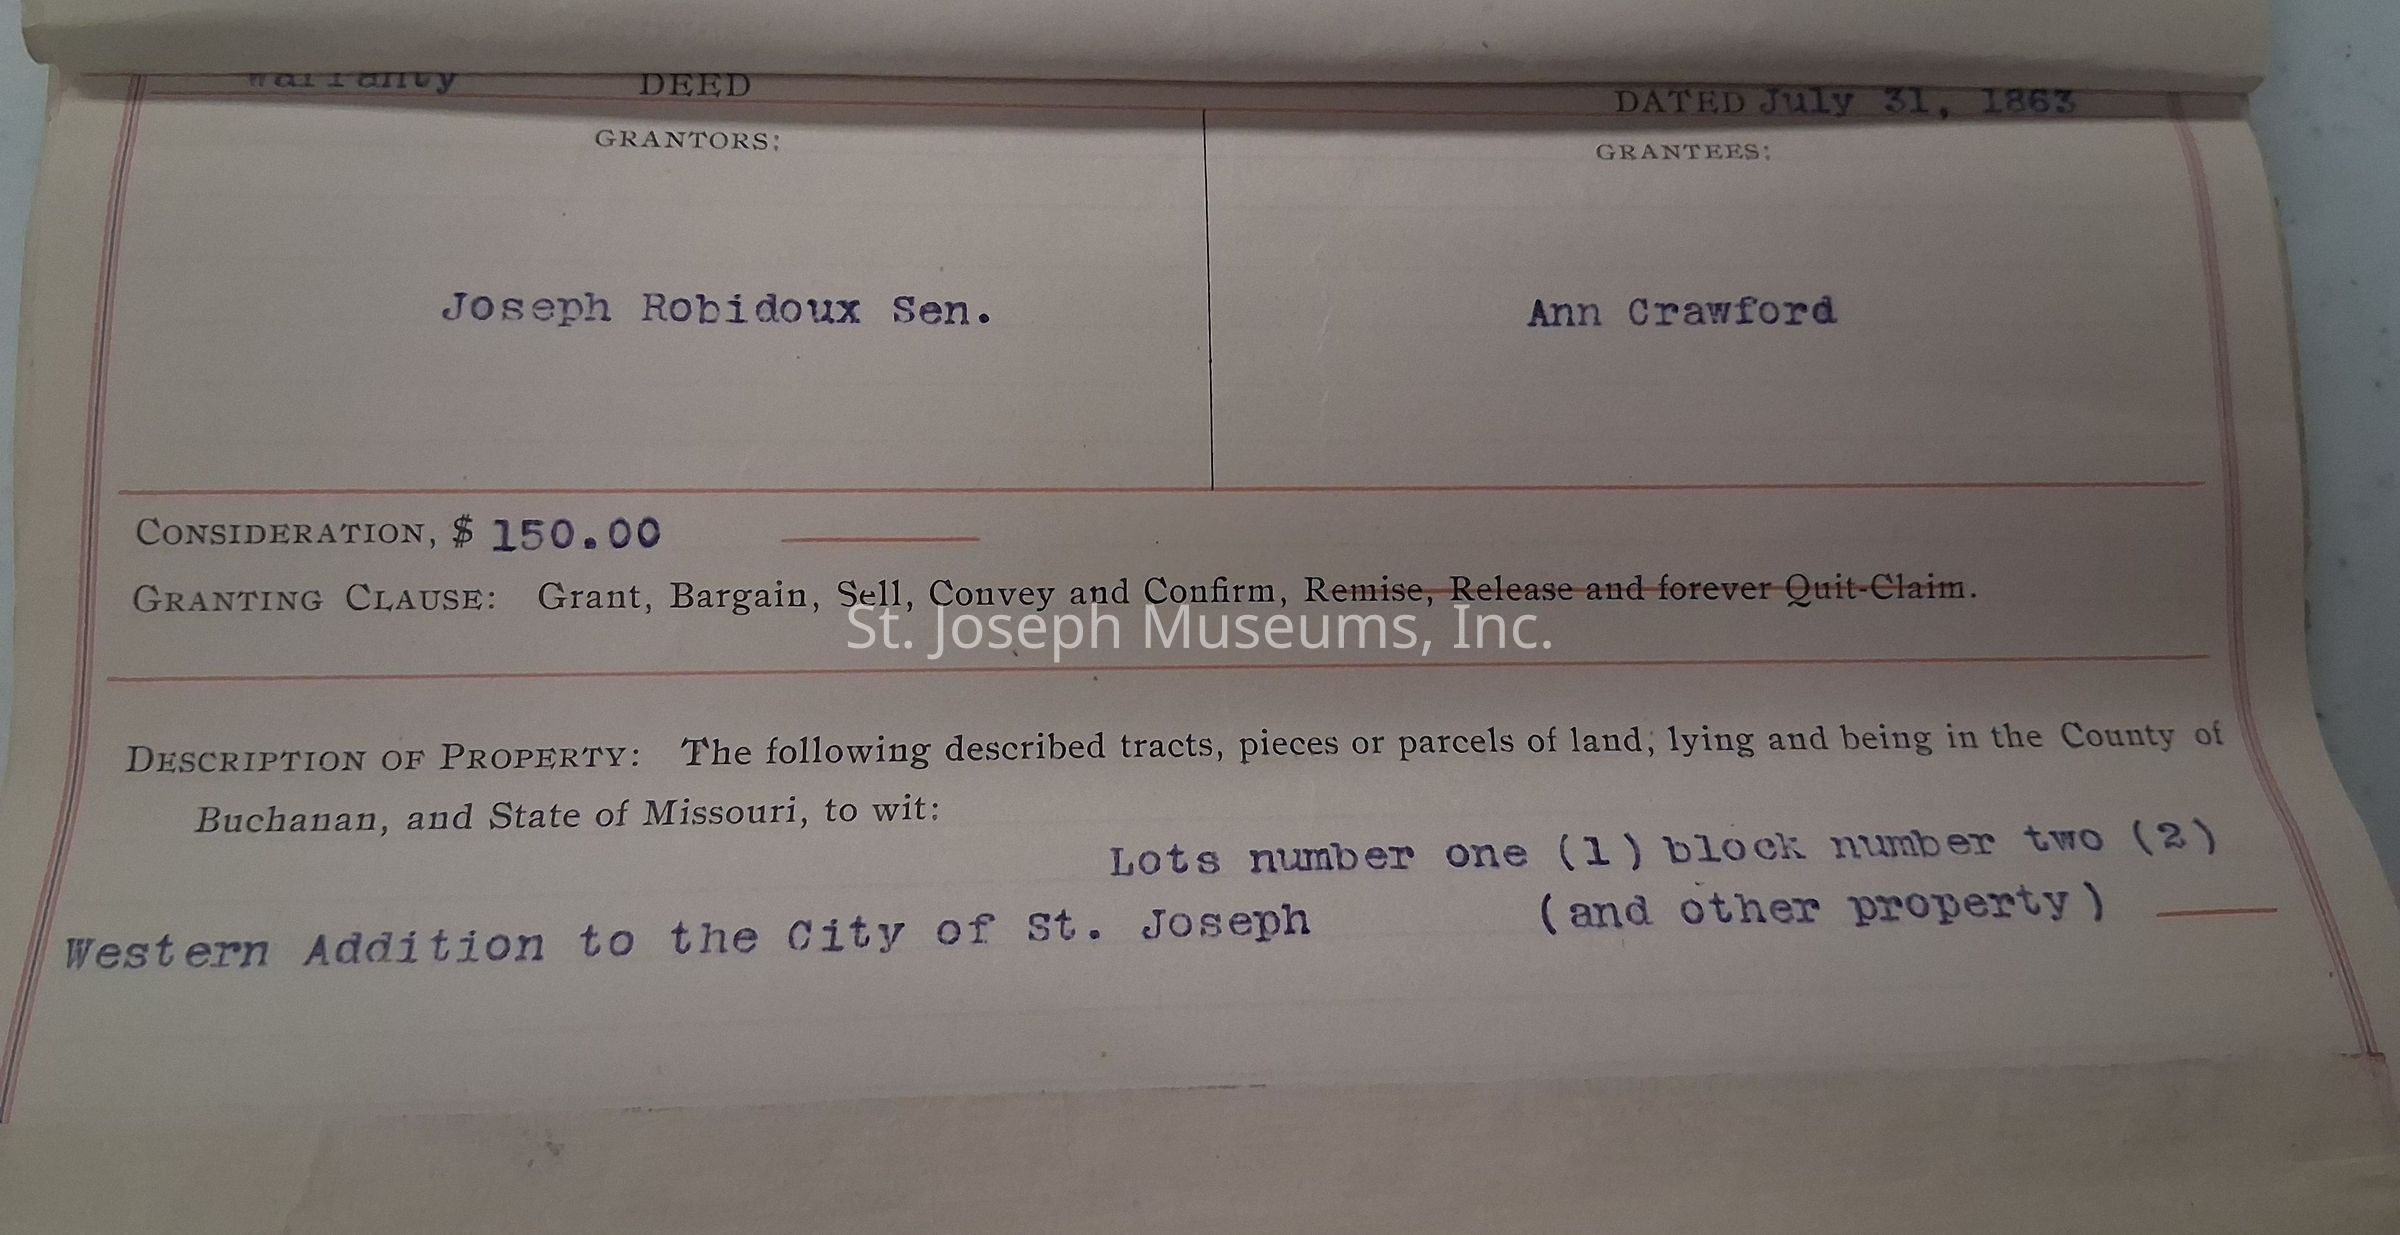 Warranty DEED DATED July 31, 1863
GRANTORS: GRANTEES:
Joseph Robidoux Sen. Ann Crawford
CONSIDERATION, $ 150.00
GRANTING CLAUSE: Grant, Bargain, Sell, Convey and Confirm, Remise, Release and forever Quit-Claim.
St. Joseph Museums, Inc.
DESCRIPTION OF PROPERTY: The following described tracts, pieces or parcels of land, lying and being in the County of
Buchanan, and State of Missouri, to wit:
Lots number one (1) block number two (2)
Western Addition to the City of St. Joseph (and other property)